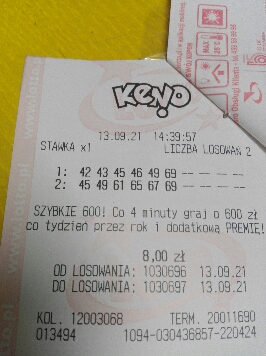 KENO
13.09.21 14:39:57
STAWKA x1 LICZBA LOSOWAŃ 2
1: 42 43 45 46 49 69 -- -- -- --
2: 45 49 61 65 67 69 -- -- -- --
SZYBKIE 600! Co 4 minuty graj o 600 zł
co tydzień przez rok i dodatkową PREMIĘ!
8,00 zł
OD LOSOWANIA: 1030696 13.09.21
DO LOSOWANIA: 1030697 13.09.21
KOL. 12003068 TERM. 20011690
013494 1094-030436857-220424